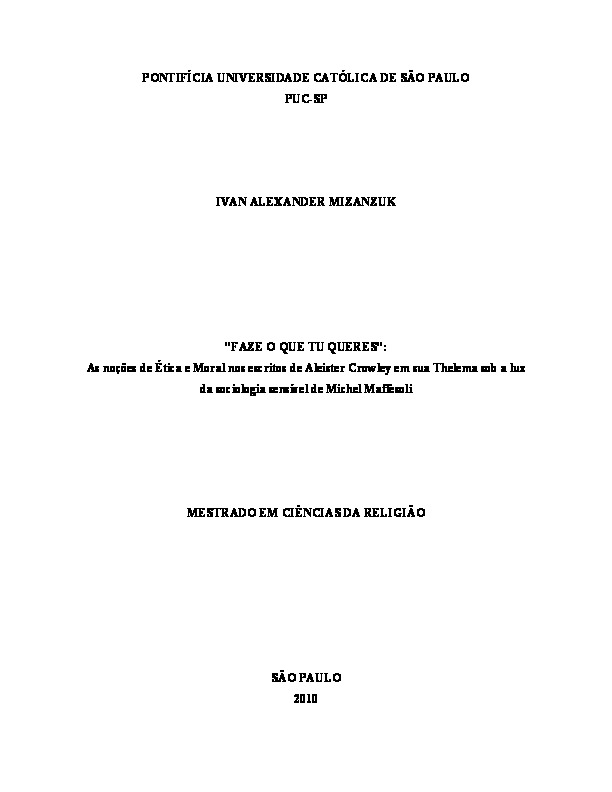 PONTIFÍCIA UNIVERSIDADE CATÓLICA DE SÃO PAULO
PUC-SP
IVAN ALEXANDER MIZANZUK
"FAZE O QUE TU QUERES":
As noções de Ética e Moral nos escritos de Aleister Crowley em sua Thelema sob a luz
da sociologia sensível de Michel Maffesoli
MESTRADO EM CIÊNCIAS DA RELIGIÃO
SÃO PAULO
2010